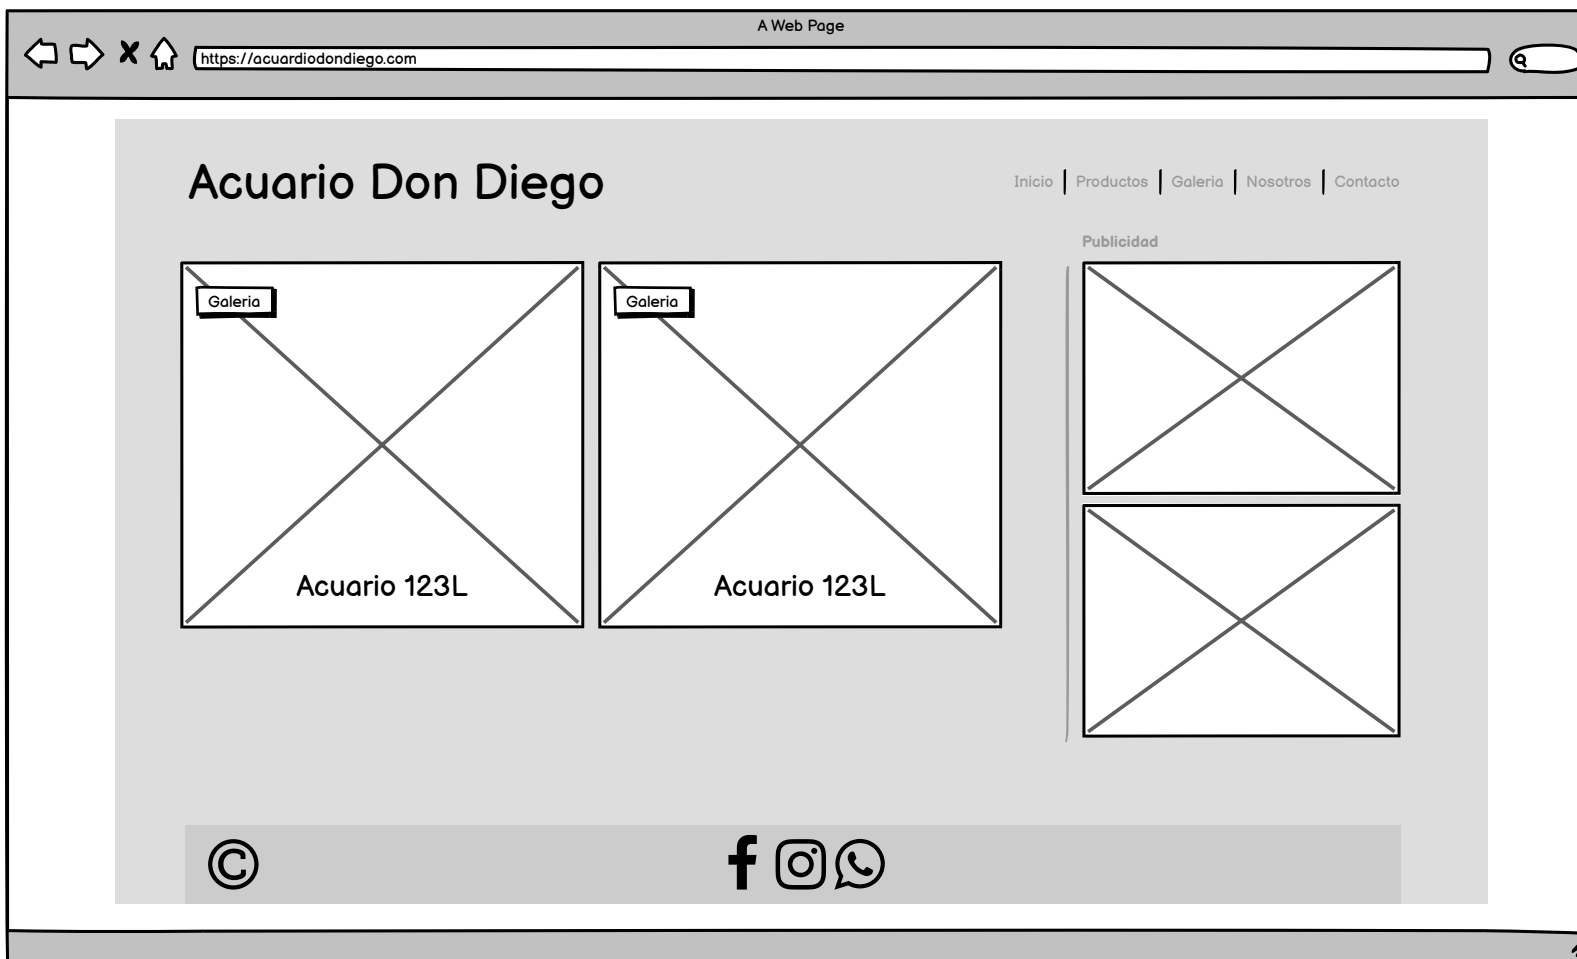 A Web Page
https://acuardiodondiego.com
Acuario Don Diego
Inicio | Productos | Galeria | Nosotros | Contacto
Publicidad
Galeria
Galeria
Acuario 123L
Acuario 123L
©